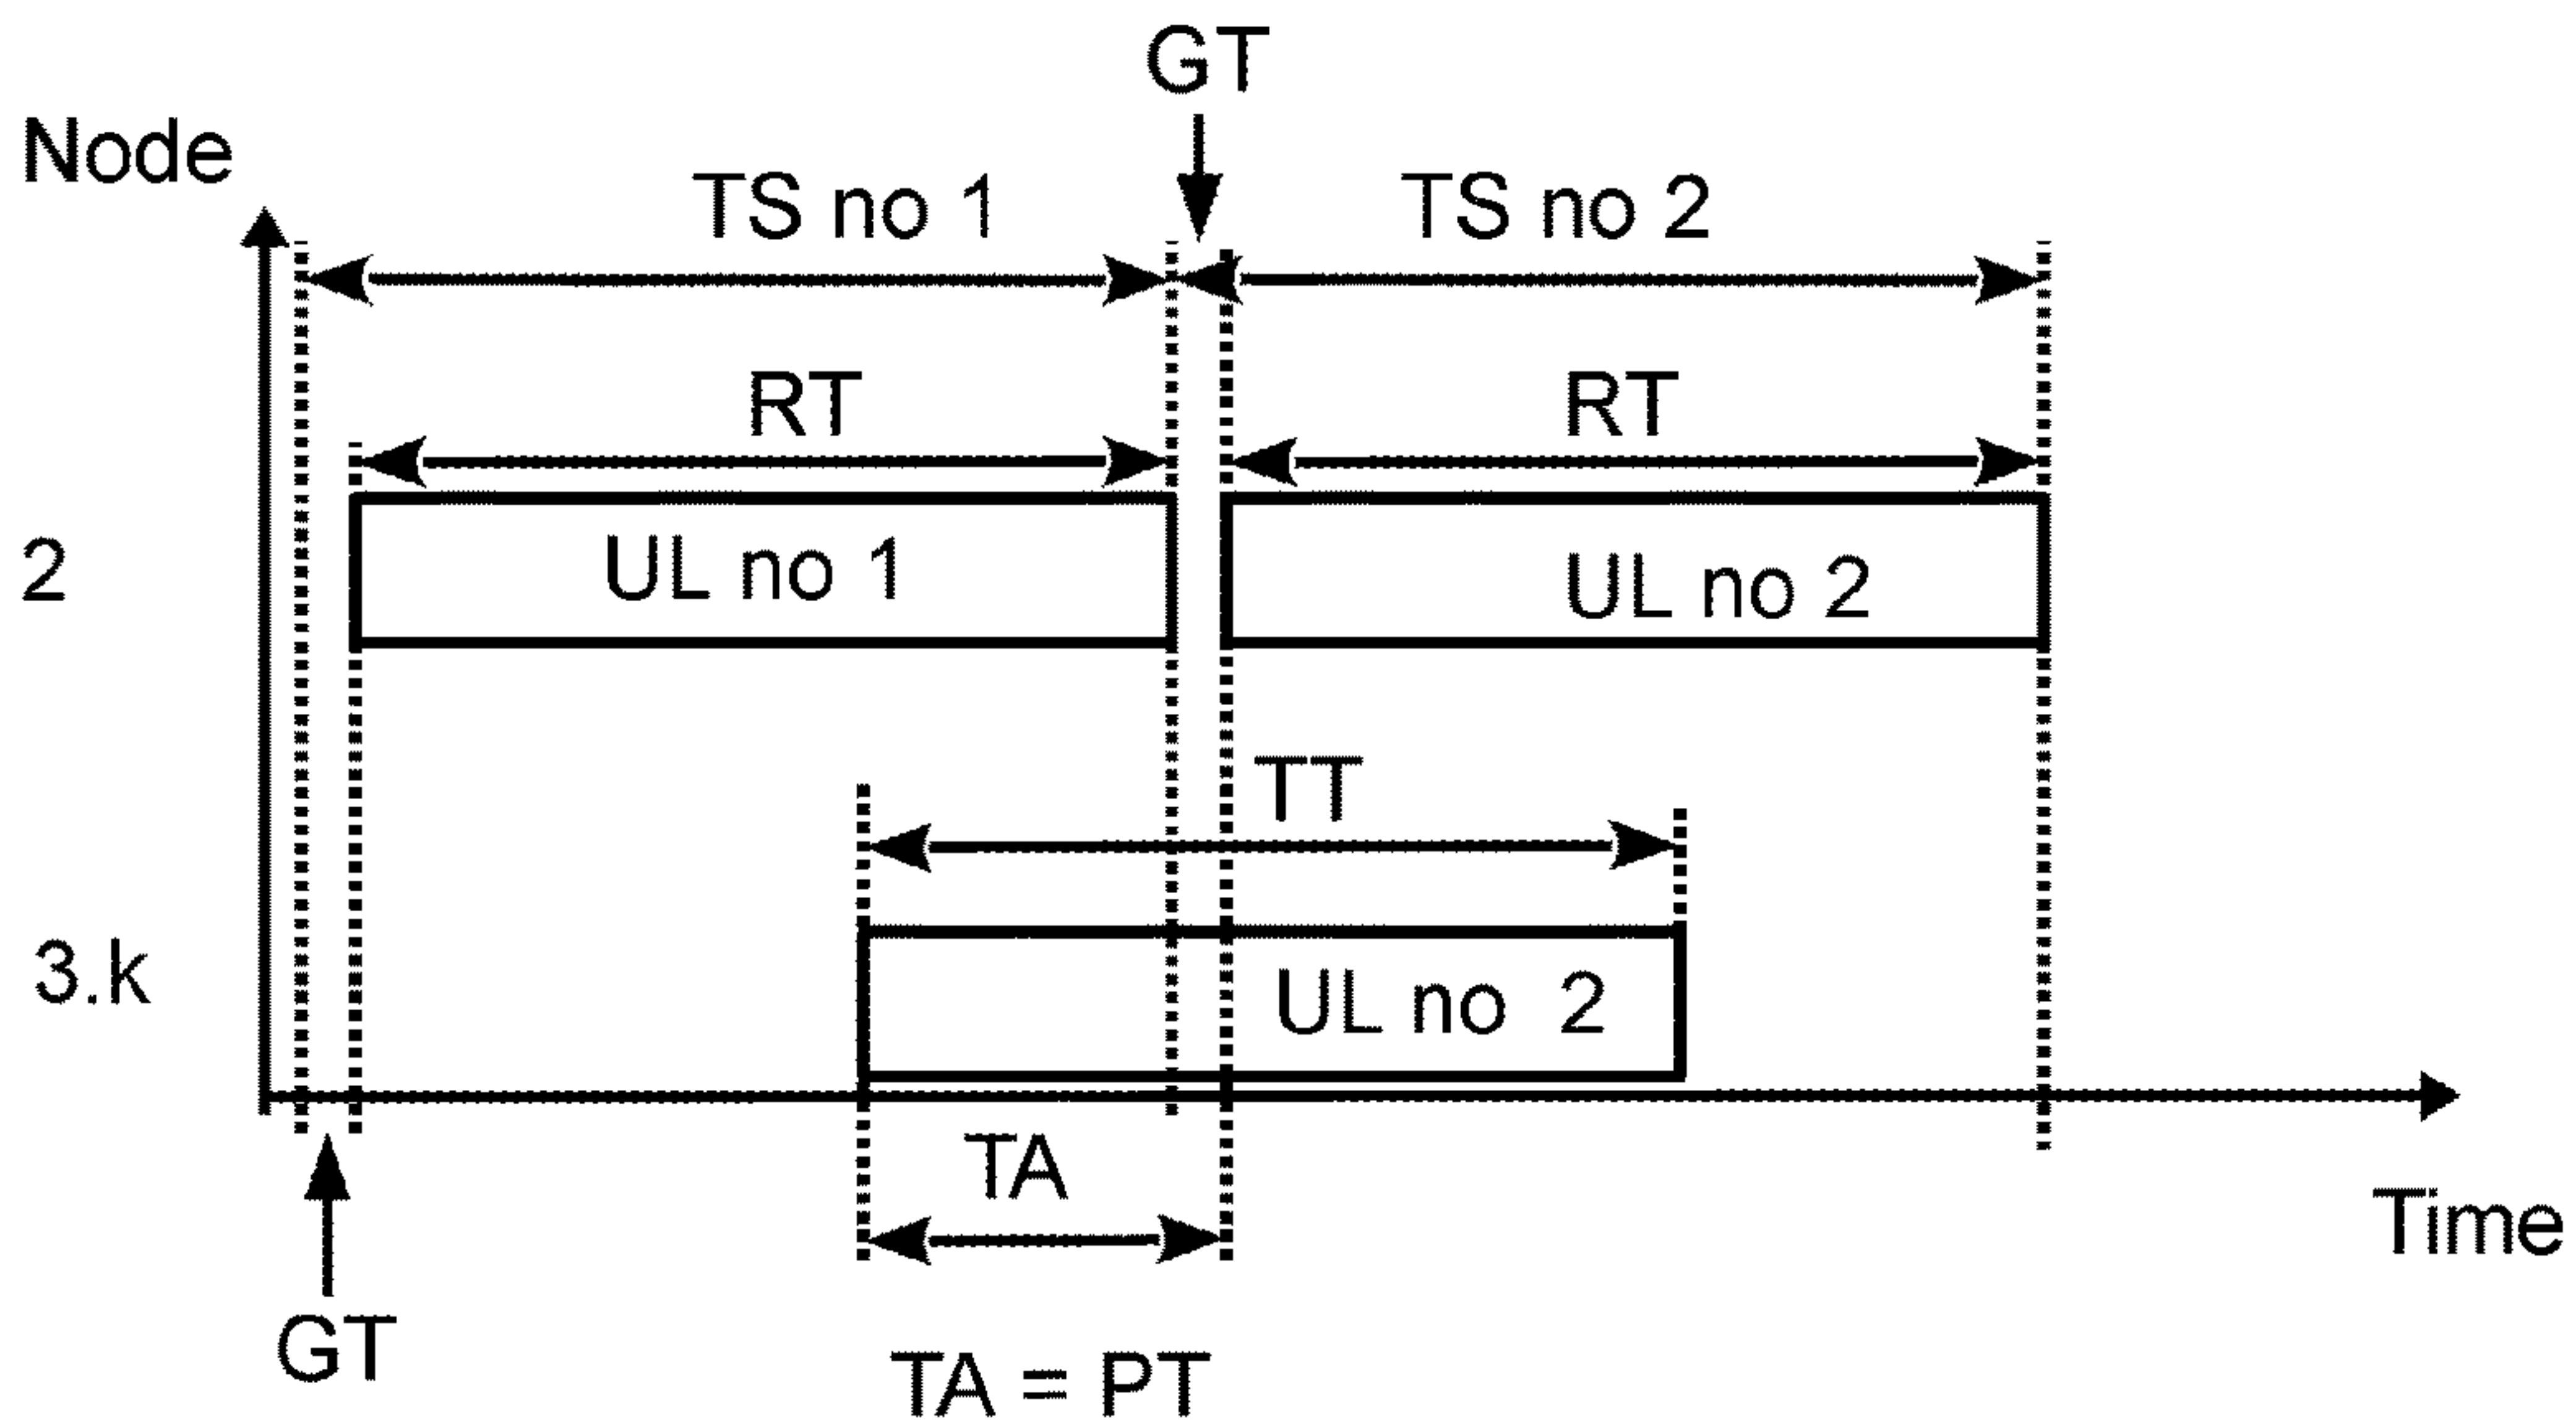 GT
Node
TS no 1
TS no 2
RT
RT
2
UL no 1
UL no 2
TT
3.k
UL no 2
TA
Time
GT
TA = PT